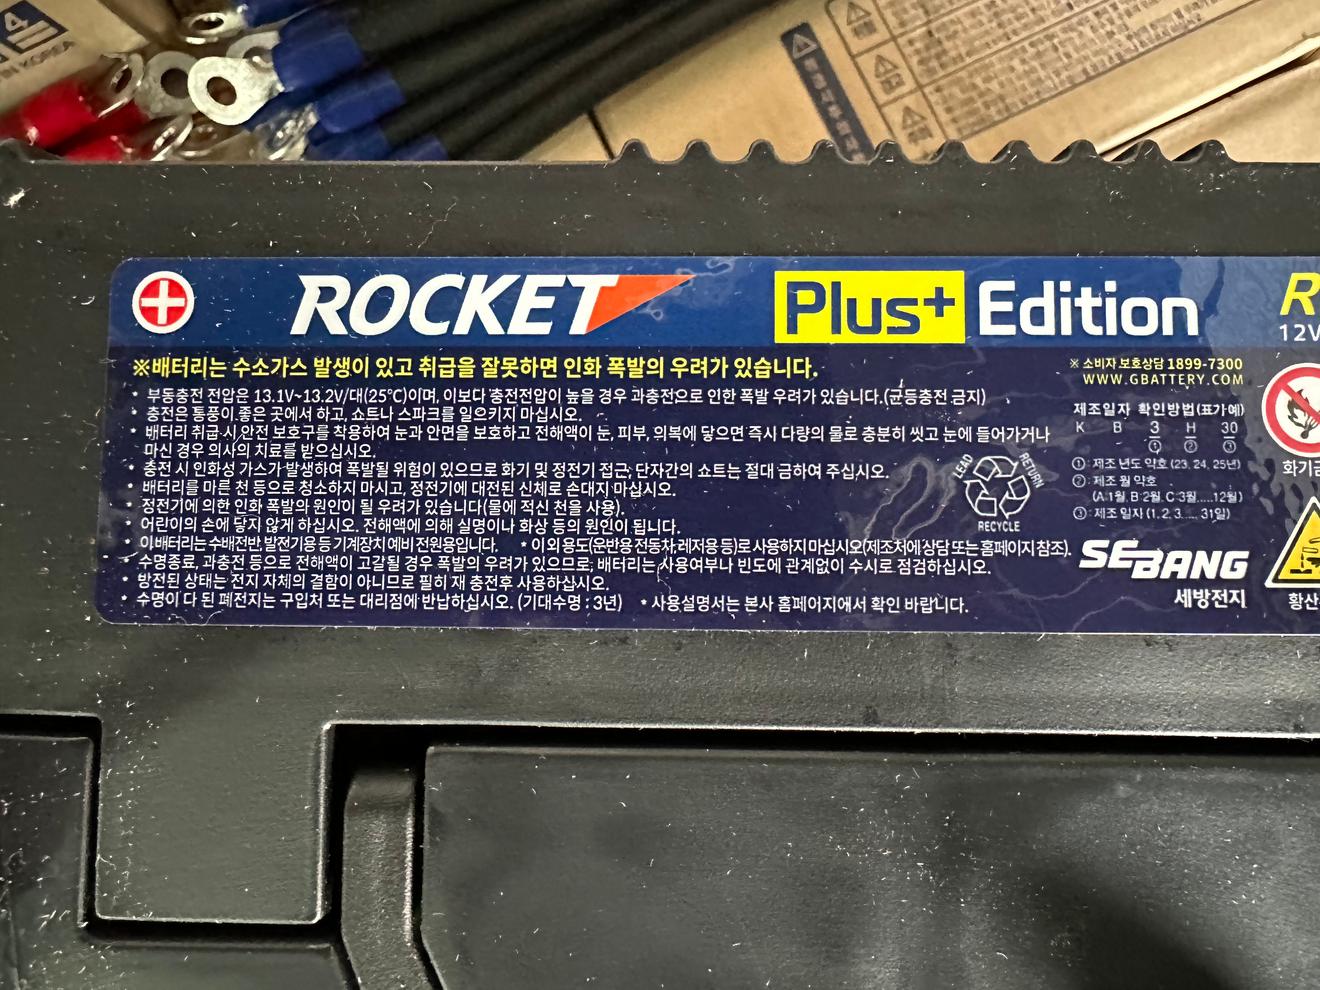 4
IN KOREA
ROCKET
Plus+ Edition
R
12V
※배터리는 수소가스 발생이 있고 취급을 잘못하면 인화 폭발의 우려가 있습니다.
* 부동충전 전압은 13.1V~13.2V/대(25℃)이며, 이보다 충전전압이 높을 경우 과충전으로 인한 폭발 우려가 있습니다.(균등충전 금지)
* 충전은 통풍이 좋은 곳에서 하고, 쇼트나 스파크를 일으키지 마십시오.
* 배터리 취급 시 안전 보호구를 착용하여 눈과 안면을 보호하고 전해액이 눈, 피부, 의복에 닿으면 즉시 다량의 물로 충분히 씻고 눈에 들어가거나
마신 경우 의사의 치료를 받으십시오.
* 충전 시 인화성 가스가 발생하여 폭발될 위험이 있으므로 화기 및 정전기 접근, 단자간의 쇼트는 절대 금하여 주십시오.
* 배터리를 마른 천 등으로 청소하지 마시고, 정전기에 대전된 신체로 손대지 마십시오.
* 정전기에 의한 인화 폭발의 원인이 될 우려가 있습니다(물에 적신 천을 사용).
* 어린이의 손에 닿지 않게 하십시오. 전해액에 의해 실명이나 화상 등의 원인이 됩니다.
* 이 배터리는 수배전반, 발전기용 등 기계장치 예비 전원용입니다. * 이 외 용도(운반용 전동차, 레저용 등)로 사용하지 마십시오(제조처에 상담 또는 홈페이지 참조).
* 수명종료, 과충전 등으로 전해액이 고갈될 경우 폭발의 우려가 있으므로, 배터리는 사용여부나 빈도에 관계없이 수시로 점검하십시오.
* 방전된 상태는 전지 자체의 결함이 아니므로 필히 재 충전후 사용하십시오.
* 수명이 다 된 폐전지는 구입처 또는 대리점에 반납하십시오. (기대수명 : 3년) * 사용설명서는 본사 홈페이지에서 확인 바랍니다.
LEAD RETURN
RECYCLE
※ 소비자 보호상담 1899-7300
WWW.GBATTERY.COM
제조일자 확인방법(표기예)
K B 3 H 30
① ② ③
①: 제조 년도 약호 (23, 24, 25년)
②: 제조 월 약호
(A:1월, B:2월, C:3월....12월)
③: 제조 일자 (1, 2, 3..... 31일)
SEBANG
세방전지
화기금
황산